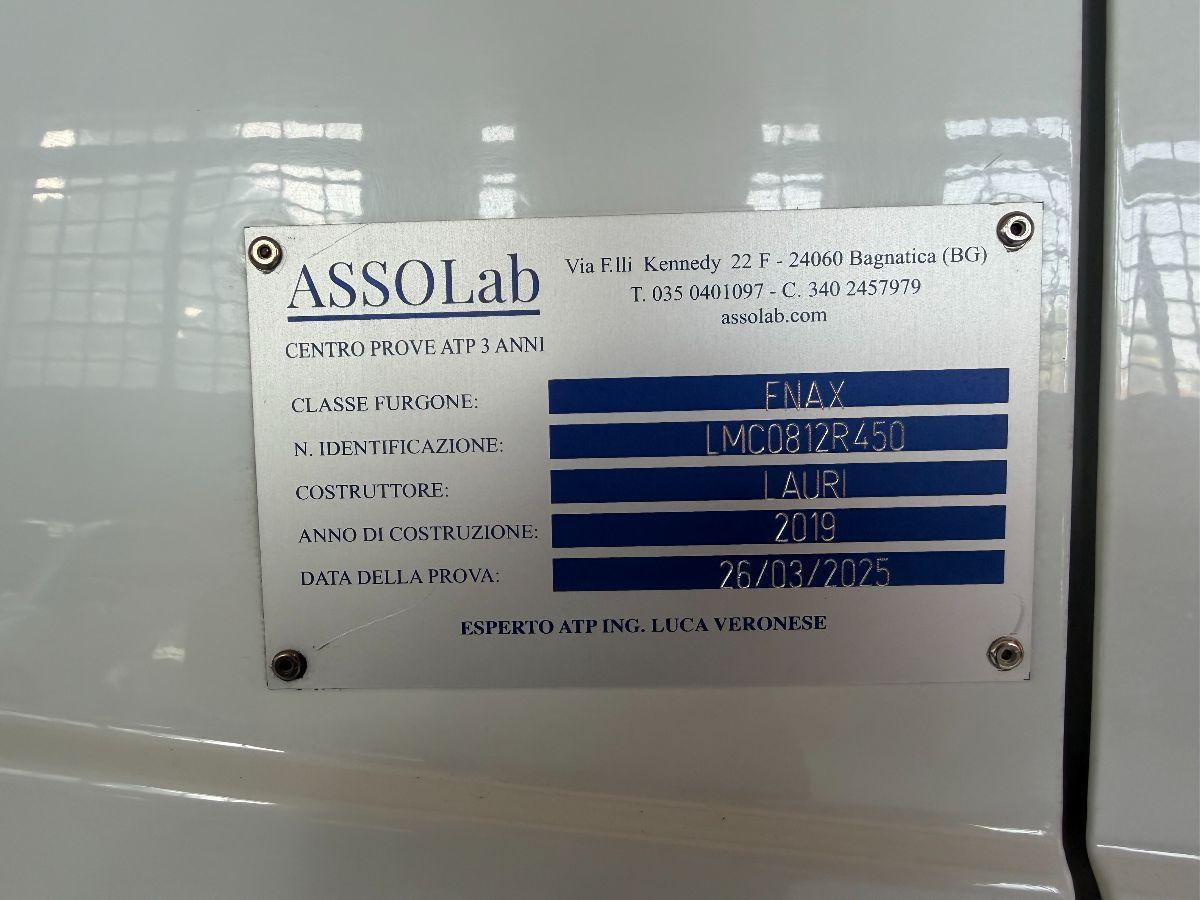 ASSOLab
CENTRO PROVE ATP 3 ANNI
Via F.lli Kennedy 22 F - 24060 Bagnatica (BG)
T. 035 0401097 - C. 340 2457979
assolab.com
CLASSE FURGONE: FNAX
N. IDENTIFICAZIONE: LMC0812R450
COSTRUTTORE: LAURI
ANNO DI COSTRUZIONE: 2019
DATA DELLA PROVA: 26/03/2025
ESPERTO ATP ING. LUCA VERONESE